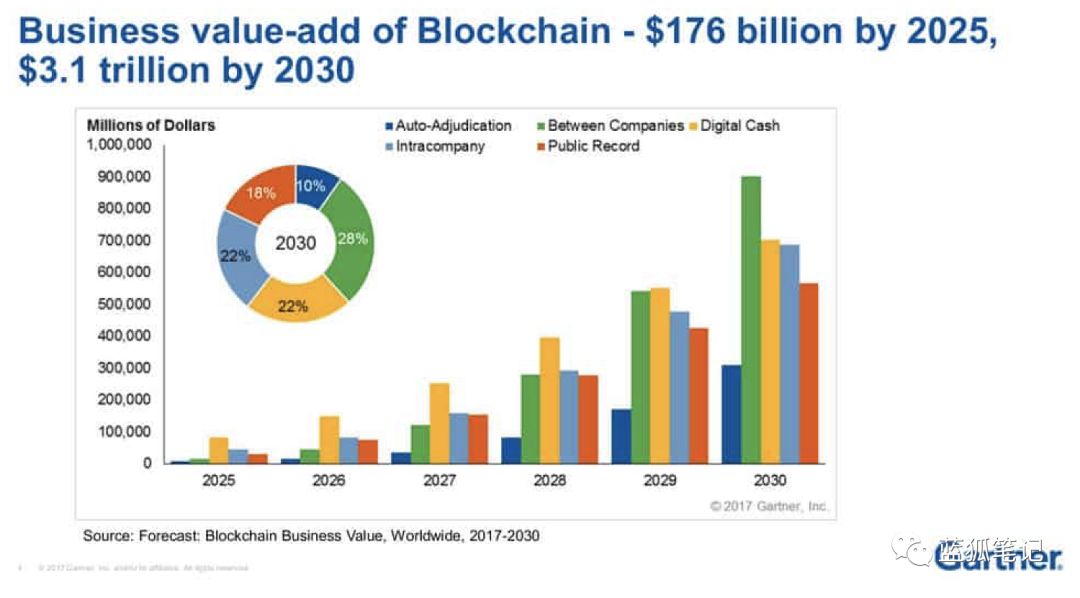 Business value-add of Blockchain - $176 billion by 2025,
$3.1 trillion by 2030
Millions of Dollars
Auto-Adjudication Between Companies Digital Cash
Intracompany Public Record
1,000,000
900,000
800,000
700,000
600,000
500,000
400,000
300,000
200,000
100,000
0
10%
18%
28%
2030
22%
22%
2025 2026 2027 2028 2029 2030
© 2017 Gartner, Inc.
Source: Forecast: Blockchain Business Value, Worldwide, 2017-2030
© 2017 Gartner, Inc. and/or its affiliates. All rights reserved.
蓝狐笔记
Gartner